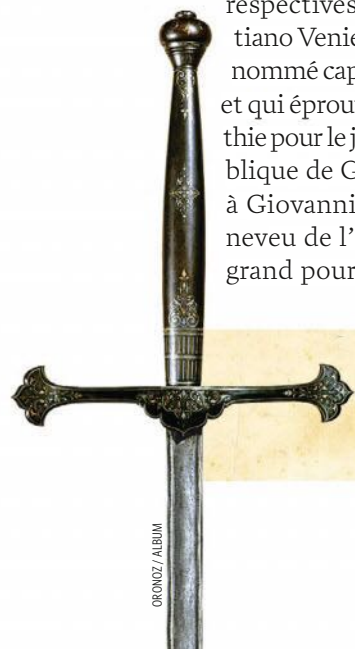 respectives
tiano Venie
nommé cap
et qui éprou
thie pour le j
blique de G
à Giovanni
neveu de l'
grand pour
ORONOZ / ALBUM